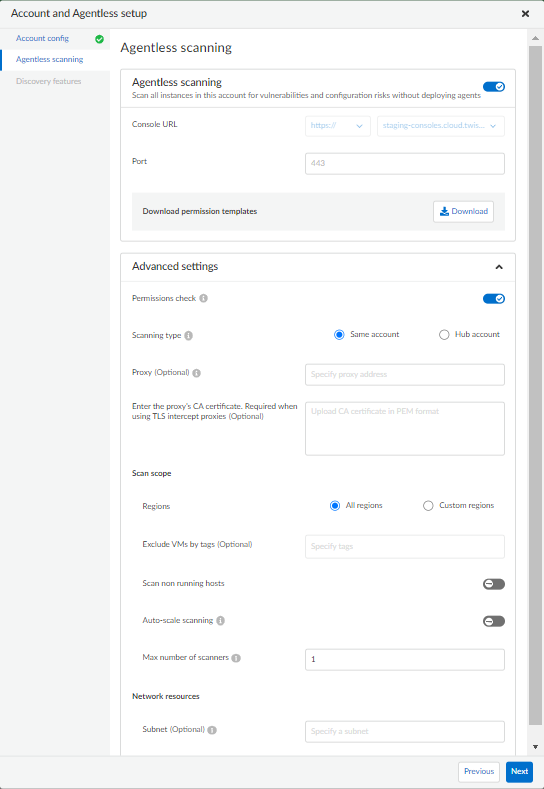 Account and Agentless setup
Account config
Agentless scanning
Discovery features
Agentless scanning
Agentless scanning
Scan all instances in this account for vulnerabilities and configuration risks without deploying agents
Console URL
https://
staging-consoles.cloud.twis...
Port
443
Download permission templates
Download
Advanced settings
Permissions check
Scanning type
Same account
Hub account
Proxy (Optional)
Specify proxy address
Enter the proxy's CA certificate. Required when
using TLS intercept proxies (Optional)
Upload CA certificate in PEM format
Scan scope
Regions
All regions
Custom regions
Exclude VMs by tags (Optional)
Specify tags
Scan non running hosts
Auto-scale scanning
Max number of scanners
1
Network resources
Subnet (Optional)
Specify a subnet
Previous
Next